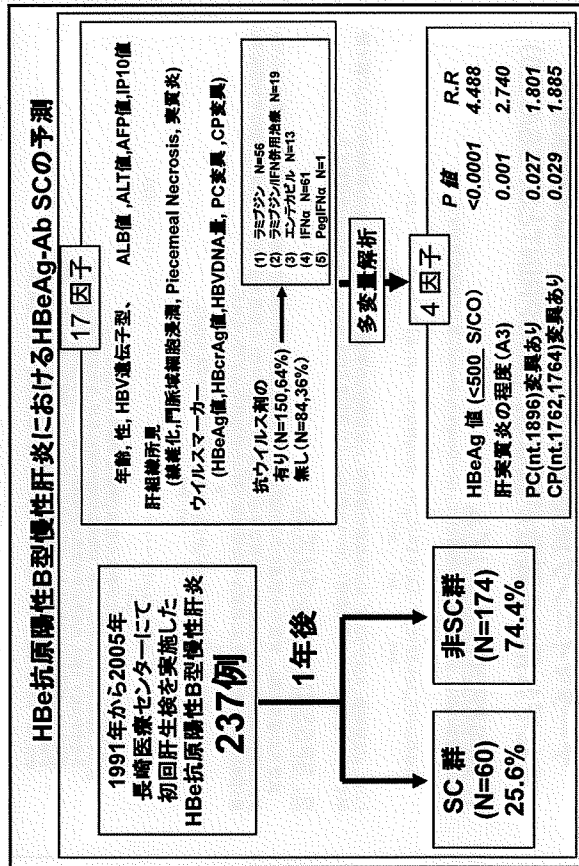 HBe抗原陽性B型慢性肝炎におけるHBeAg-Ab SCの予測
1991年から2005年
長崎医療センターにて
初回肝生検を実施した
HBe抗原陽性B型慢性肝炎
237例
1年後
SC 群
(N=60)
25.6%
非SC群
(N=174)
74.4%
17 因子
年齢, 性, HBV遺伝子型、 ALB値 ,ALT値,AFP値,IP10値
肝組織所見
(線維化,門脈域細胞浸潤, Piecemeal Necrosis, 実質炎)
ウイルスマーカー
(HBeAg値,HBcrAg値,HBVDNA量, PC変異 ,CP変異)
抗ウイルス剤の
有り(N=150,64%)
無し(N=84,36%)
(1) ラミブジン N=56
(2) ラミブジン/IFN併用治療 N=19
(3) エンテカビル N=13
(4) IFNα N=61
(5) PegIFNα N=1
多変量解析
4 因子
P 値 R.R
HBeAg 値 (<500 S/CO) <0.0001 4.488
肝実質炎の程度(A3) 0.001 2.740
PC(nt.1896)変異あり 0.027 1.801
CP(nt.1762,1764)変異あり 0.029 1.885